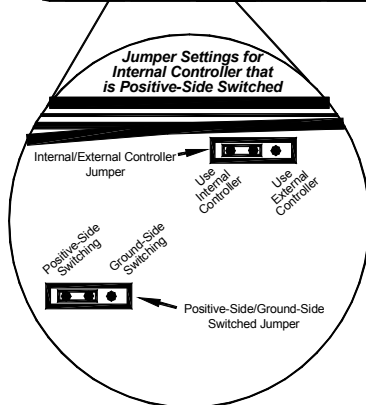 Jumper Settings for
Internal Controller that
is Positive-Side Switched
Internal/External Controller
Jumper
Use
Internal
Controller
Use
External
Controller
Positive-Side
Switching
Ground-Side
Switching
Positive-Side/Ground-Side
Switched Jumper